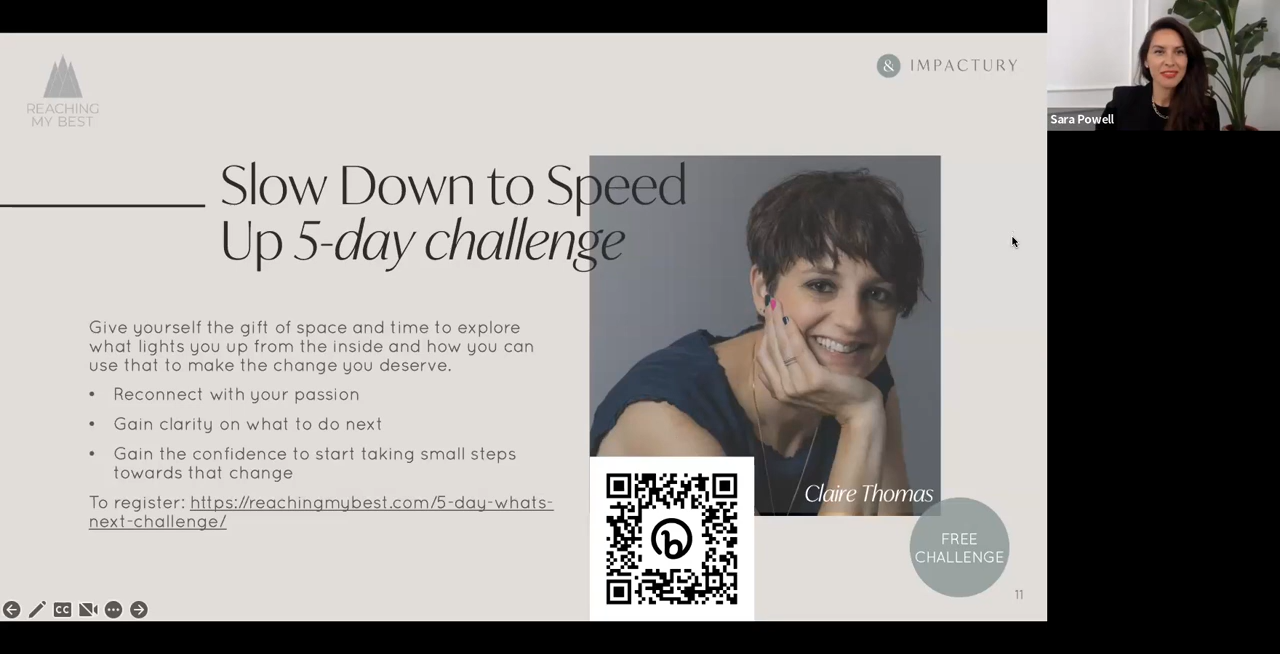 REACHING
MY BEST
& IMPACTURY
Sara Powell
Slow Down to Speed
Up 5-day challenge
Give yourself the gift of space and time to explore
what lights you up from the inside and how you can
use that to make the change you deserve.
• Reconnect with your passion
• Gain clarity on what to do next
• Gain the confidence to start taking small steps
towards that change
To register: https://reachingmybest.com/5-day-whats-
next-challenge/
Claire Thomas
b
FREE
CHALLENGE
11
CC